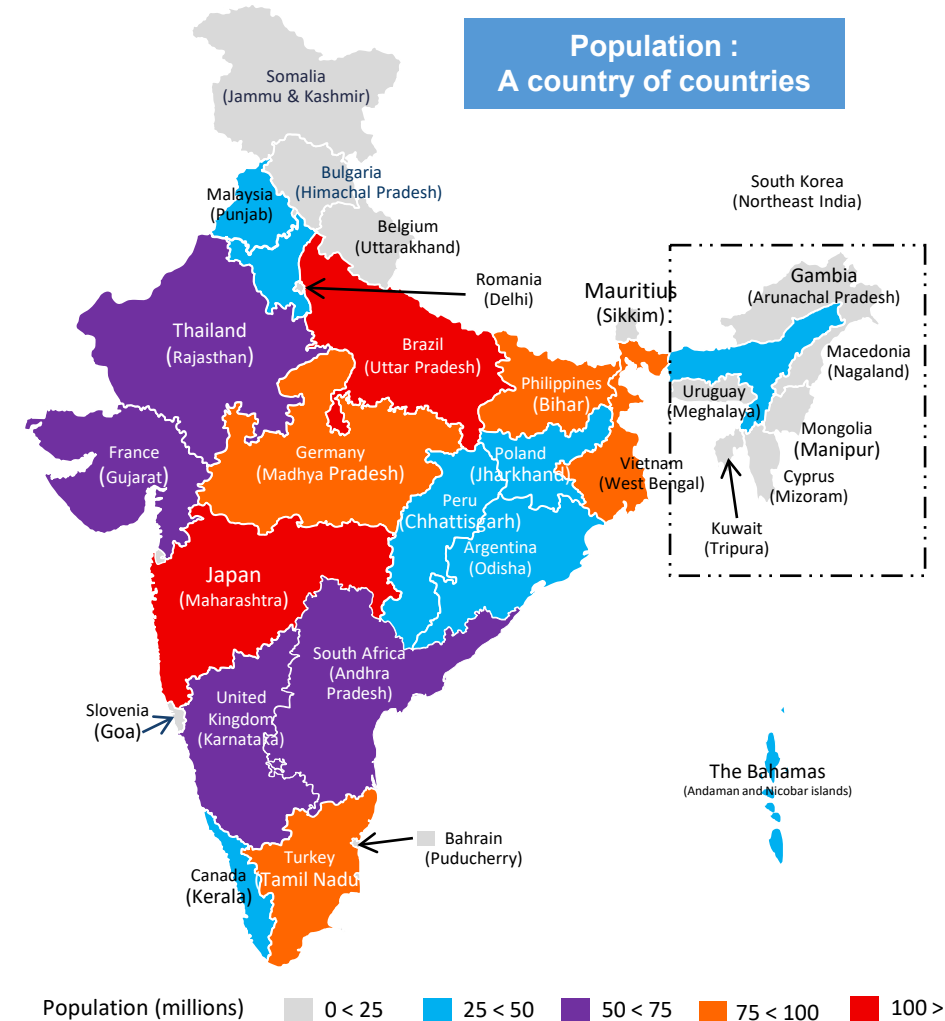 Population :
A country of countries
Somalia
(Jammu & Kashmir)
Bulgaria
(Himachal Pradesh)
Malaysia
(Punjab)
Belgium
(Uttarakhand)
South Korea
(Northeast India)
Romania
(Delhi)
Mauritius
(Sikkim)
Gambia
(Arunachal Pradesh)
Thailand
(Rajasthan)
Brazil
(Uttar Pradesh)
Macedonia
(Nagaland)
Philippines
(Bihar)
Uruguay
(Meghalaya)
Mongolia
(Manipur)
France
(Gujarat)
Germany
(Madhya Pradesh)
Poland
(Jharkhand)
Vietnam
(West Bengal)
Cyprus
(Mizoram)
Peru
(Chhattisgarh)
Kuwait
(Tripura)
Argentina
(Odisha)
Japan
(Maharashtra)
South Africa
(Andhra
Pradesh)
United
Kingdom
(Karnataka)
Slovenia
(Goa)
The Bahamas
(Andaman and Nicobar islands)
Bahrain
(Puducherry)
Turkey
(Tamil Nadu
Canada
(Kerala)
Population (millions) 0 < 25 25 < 50 50 < 75 75 < 100 100 >